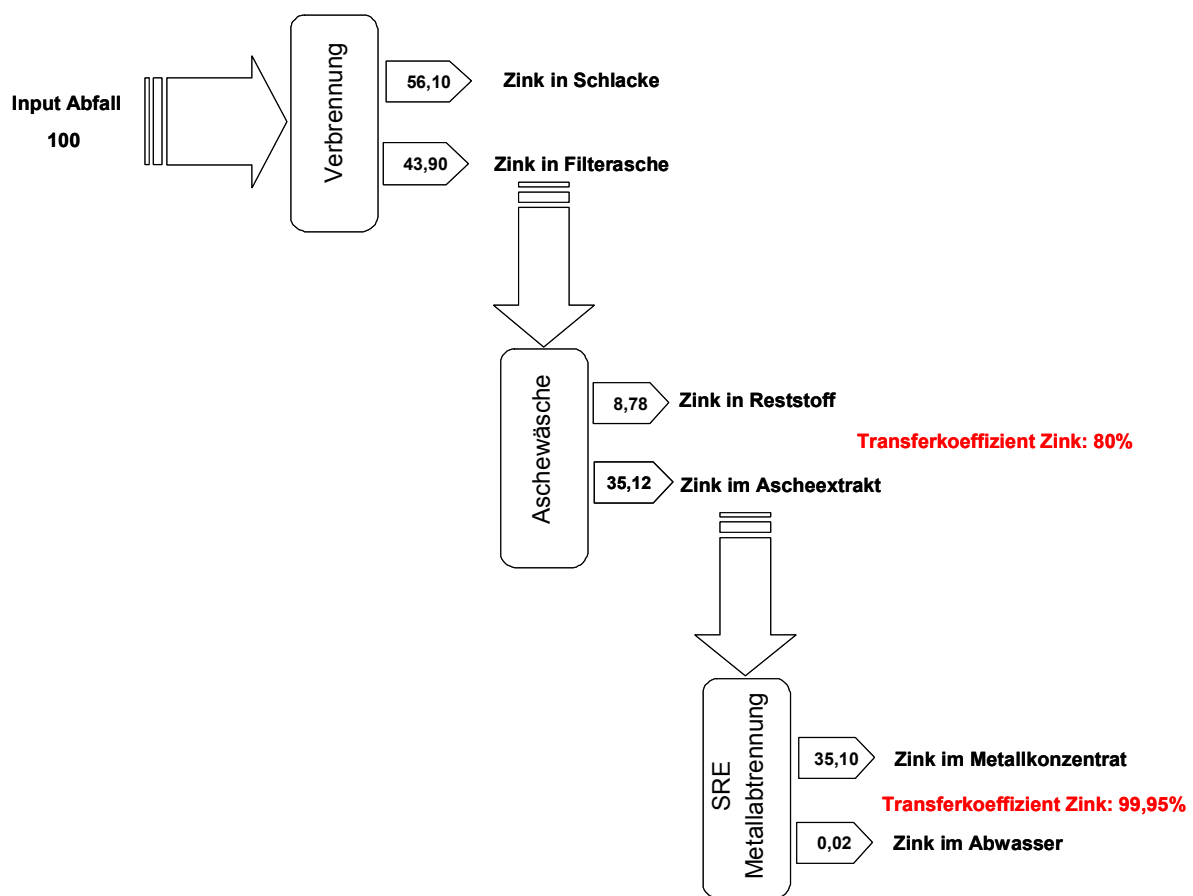 Input Abfall
100
Verbrennung
56,10
Zink in Schlacke
43,90
Zink in Filterasche
Aschewäsche
8,78
Zink in Reststoff
Transferkoeffizient Zink: 80%
35,12
Zink im Ascheextrakt
SRE
Metallabtrennung
35,10
Zink im Metallkonzentrat
Transferkoeffizient Zink: 99,95%
0,02
Zink im Abwasser